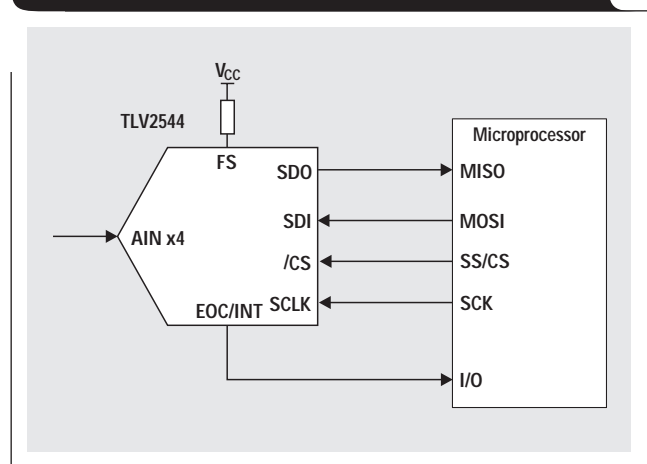 VCC
TLV2544
Microprocessor
FS
SDO
MISO
SDI
MOSI
AIN x4
/CS
SS/CS
EOC/INT
SCLK
SCK
I/O